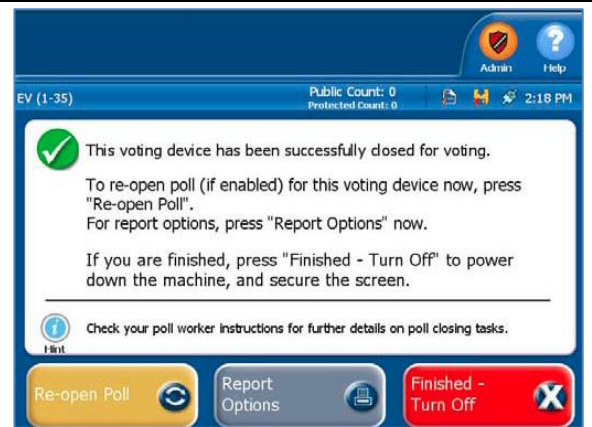 Admin
Help
EV (1-35)
Public Count: 0
Protected Count: 0
2:18 PM
This voting device has been successfully closed for voting.
To re-open poll (if enabled) for this voting device now, press
"Re-open Poll".
For report options, press "Report Options" now.
If you are finished, press "Finished - Turn Off" to power
down the machine, and secure the screen.
Check your poll worker instructions for further details on poll closing tasks.
Hint
Re-open Poll
Report
Options
Finished -
Turn Off